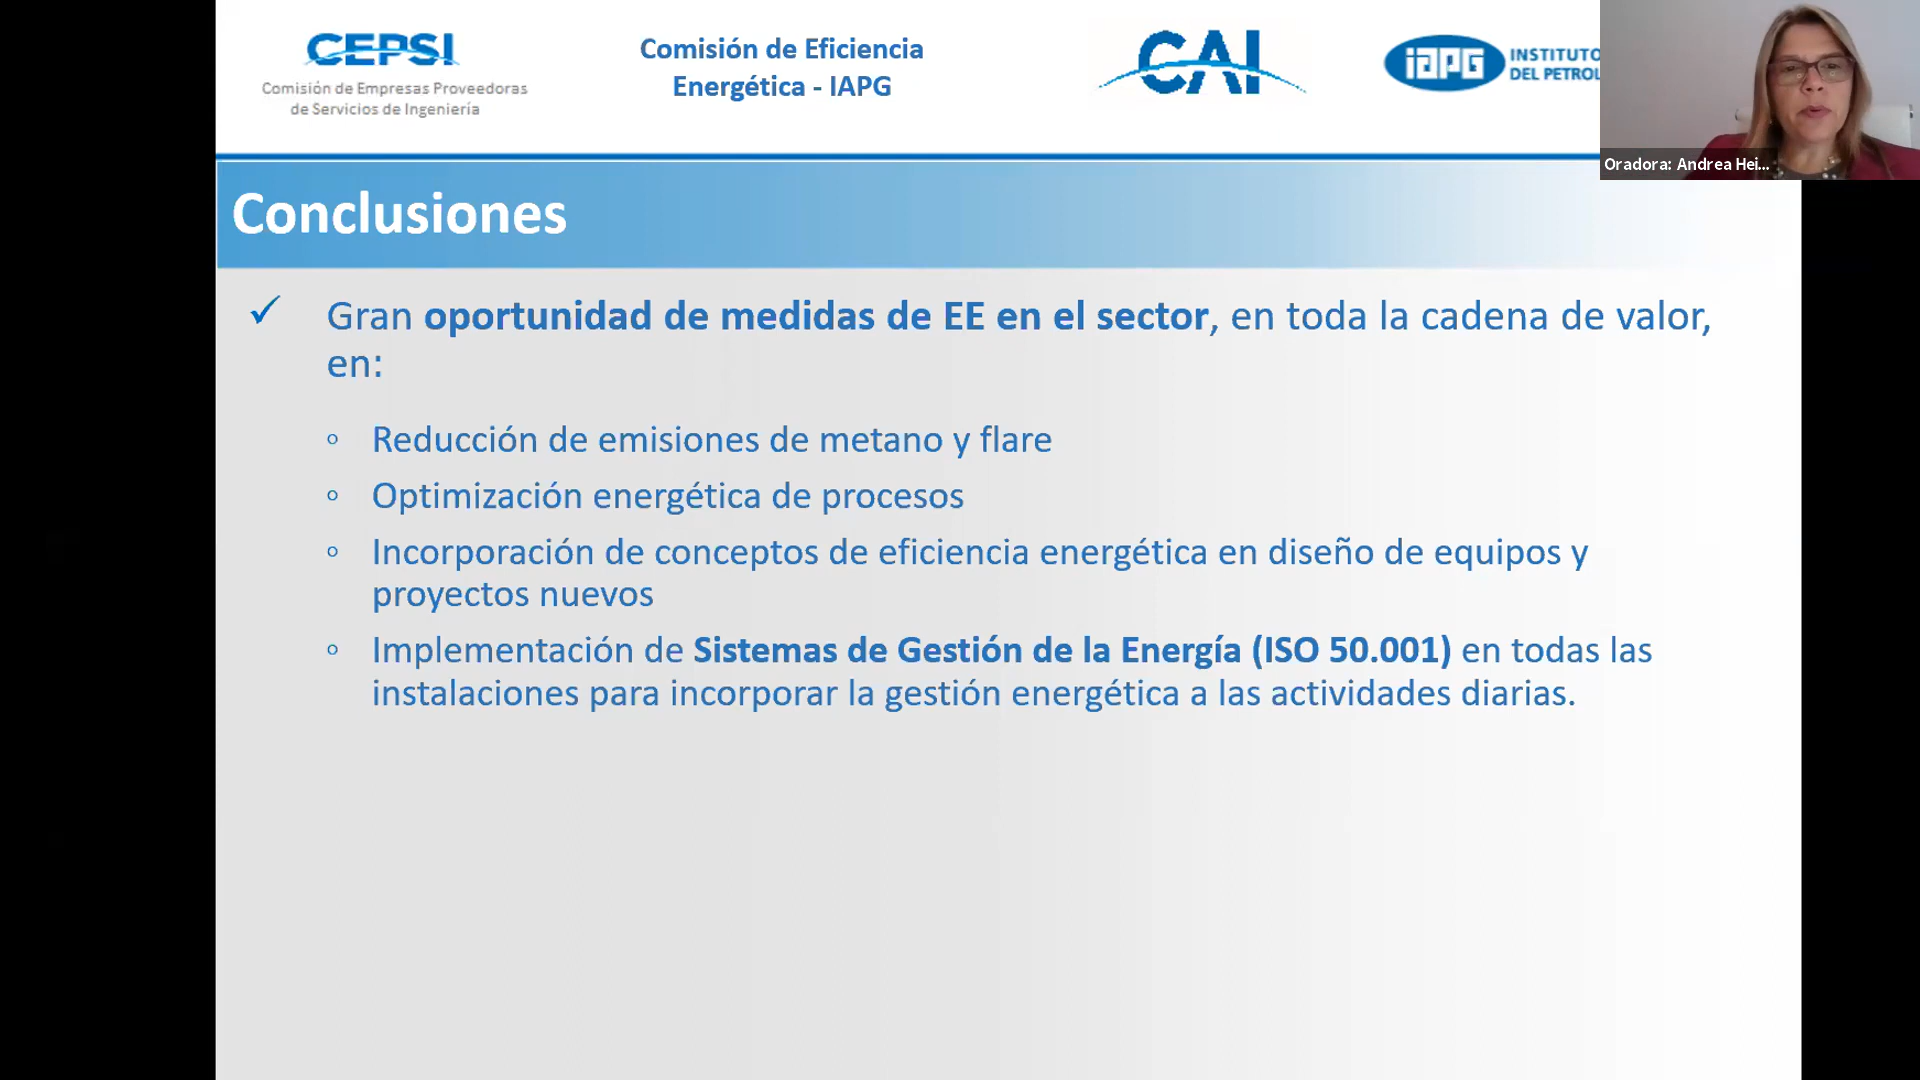 CEPSI
Comisión de Empresas Proveedoras
de Servicios de Ingeniería
Comisión de Eficiencia
Energética - IAPG
CAI
iAPG
INSTITUTO
DEL
Oradora: Andrea
Conclusiones
✓ Gran oportunidad de medidas de EE en el sector, en toda la cadena de valor,
en:
◦ Reducción de emisiones de metano y flare
◦ Optimización energética de procesos
◦ Incorporación de conceptos de eficiencia energética en diseño de equipos y
proyectos nuevos
◦ Implementación de Sistemas de Gestión de la Energía (ISO 50.001) en todas las
instalaciones para incorporar la gestión energética a las actividades diarias.